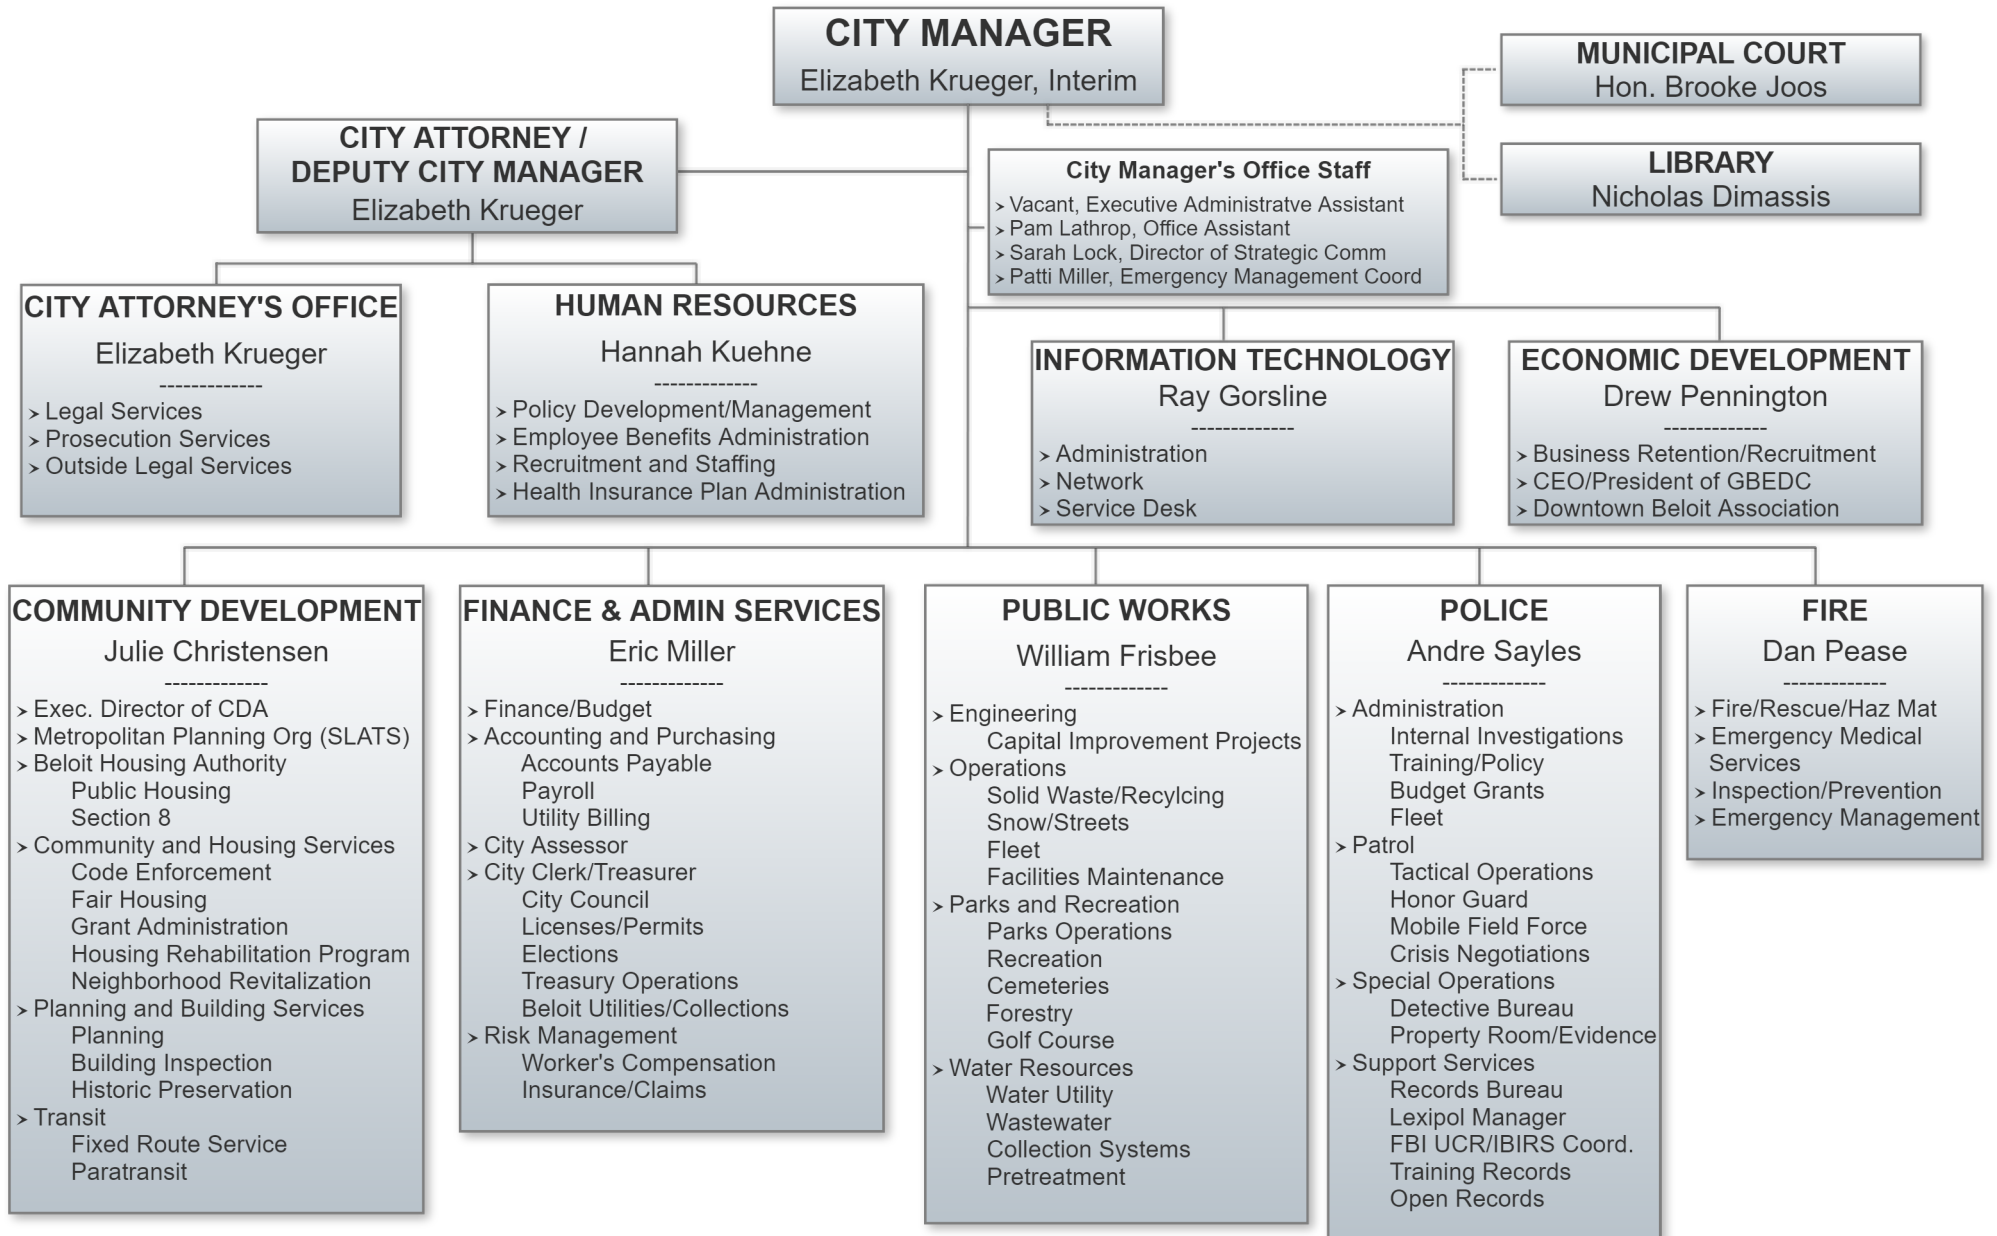 CITY MANAGER
Elizabeth Krueger, Interim
MUNICIPAL COURT
Hon. Brooke Joos
LIBRARY
Nicholas Dimassis
CITY ATTORNEY /
DEPUTY CITY MANAGER
Elizabeth Krueger
City Manager's Office Staff
➢ Vacant, Executive Administratve Assistant
➢ Pam Lathrop, Office Assistant
➢ Sarah Lock, Director of Strategic Comm
➢ Patti Miller, Emergency Management Coord
CITY ATTORNEY'S OFFICE
Elizabeth Krueger
-------------
➢ Legal Services
➢ Prosecution Services
➢ Outside Legal Services
HUMAN RESOURCES
Hannah Kuehne
-------------
➢ Policy Development/Management
➢ Employee Benefits Administration
➢ Recruitment and Staffing
➢ Health Insurance Plan Administration
INFORMATION TECHNOLOGY
Ray Gorsline
-------------
➢ Administration
➢ Network
➢ Service Desk
ECONOMIC DEVELOPMENT
Drew Pennington
-------------
➢ Business Retention/Recruitment
➢ CEO/President of GBEDC
➢ Downtown Beloit Association
COMMUNITY DEVELOPMENT
Julie Christensen
-------------
➢ Exec. Director of CDA
➢ Metropolitan Planning Org (SLATS)
➢ Beloit Housing Authority
Public Housing
Section 8
➢ Community and Housing Services
Code Enforcement
Fair Housing
Grant Administration
Housing Rehabilitation Program
Neighborhood Revitalization
➢ Planning and Building Services
Planning
Building Inspection
Historic Preservation
➢ Transit
Fixed Route Service
Paratransit
FINANCE & ADMIN SERVICES
Eric Miller
-------------
➢ Finance/Budget
➢ Accounting and Purchasing
Accounts Payable
Payroll
Utility Billing
➢ City Assessor
➢ City Clerk/Treasurer
City Council
Licenses/Permits
Elections
Treasury Operations
Beloit Utilities/Collections
➢ Risk Management
Worker's Compensation
Insurance/Claims
PUBLIC WORKS
William Frisbee
-------------
➢ Engineering
Capital Improvement Projects
➢ Operations
Solid Waste/Recylcing
Snow/Streets
Fleet
Facilities Maintenance
➢ Parks and Recreation
Parks Operations
Recreation
Cemeteries
Forestry
Golf Course
➢ Water Resources
Water Utility
Wastewater
Collection Systems
Pretreatment
POLICE
Andre Sayles
-------------
➢ Administration
Internal Investigations
Training/Policy
Budget Grants
Fleet
➢ Patrol
Tactical Operations
Honor Guard
Mobile Field Force
Crisis Negotiations
➢ Special Operations
Detective Bureau
Property Room/Evidence
➢ Support Services
Records Bureau
Lexipol Manager
FBI UCR/IBIRS Coord.
Training Records
Open Records
FIRE
Dan Pease
-------------
➢ Fire/Rescue/Haz Mat
➢ Emergency Medical
Services
➢ Inspection/Prevention
➢ Emergency Management